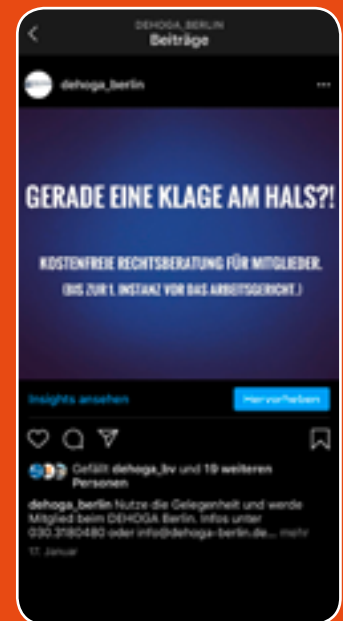 DEHOGA_BERLIN
Beiträge
dehoga_berlin
GERADE EINE KLAGE AM HALS?!
KOSTENFREIE RECHTSBERATUNG FÜR MITGLIEDER.
(BIS ZUR 1. INSTANZ VOR DAS ARBEITSGERICHT.)
Insights ansehen
Hervorheben
Gefällt dehoga_bv und 19 weiteren
Personen
dehoga_berlin Nutze die Gelegenheit und werde
Mitglied beim DEHOGA Berlin. Infos unter
030.3180480 oder info@dehoga-berlin.de... mehr
17. Januar